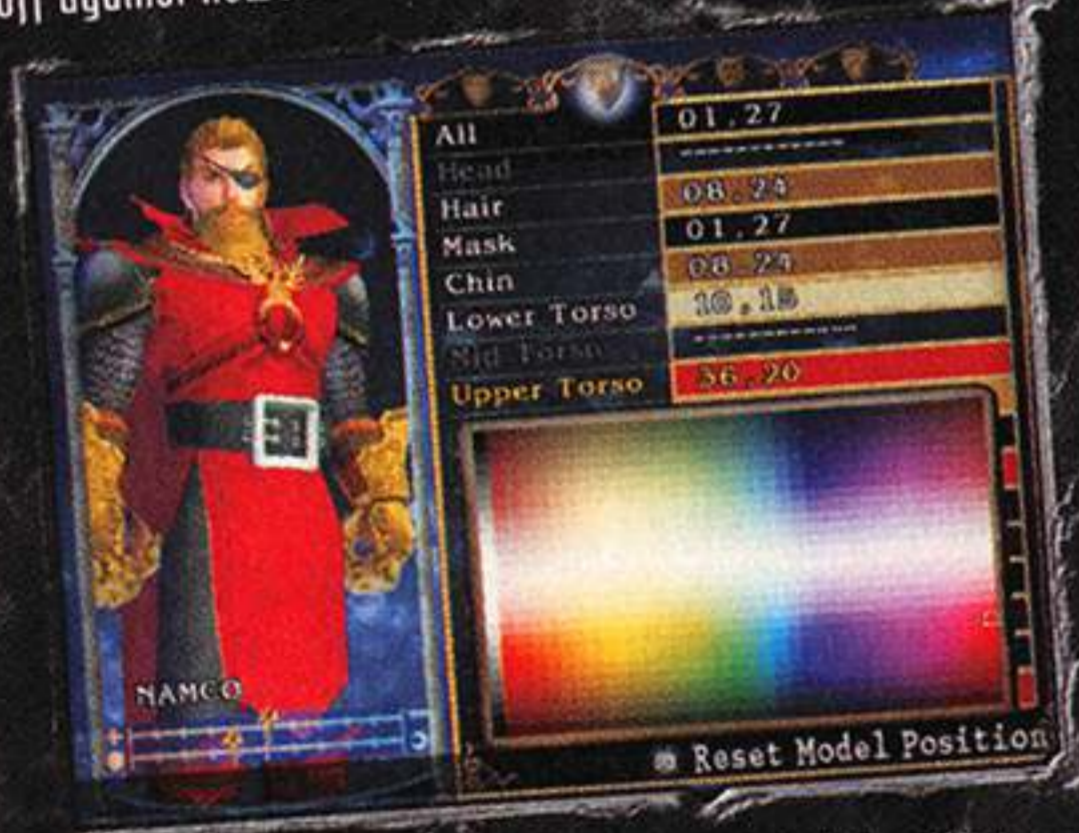 All 01,27
Head ------------
Hair 08,24
Mask 01,27
Chin 08,24
Lower Torso 10,15
Mid Torso ------------
Upper Torso 36,20
NAMCO
Reset Model Position